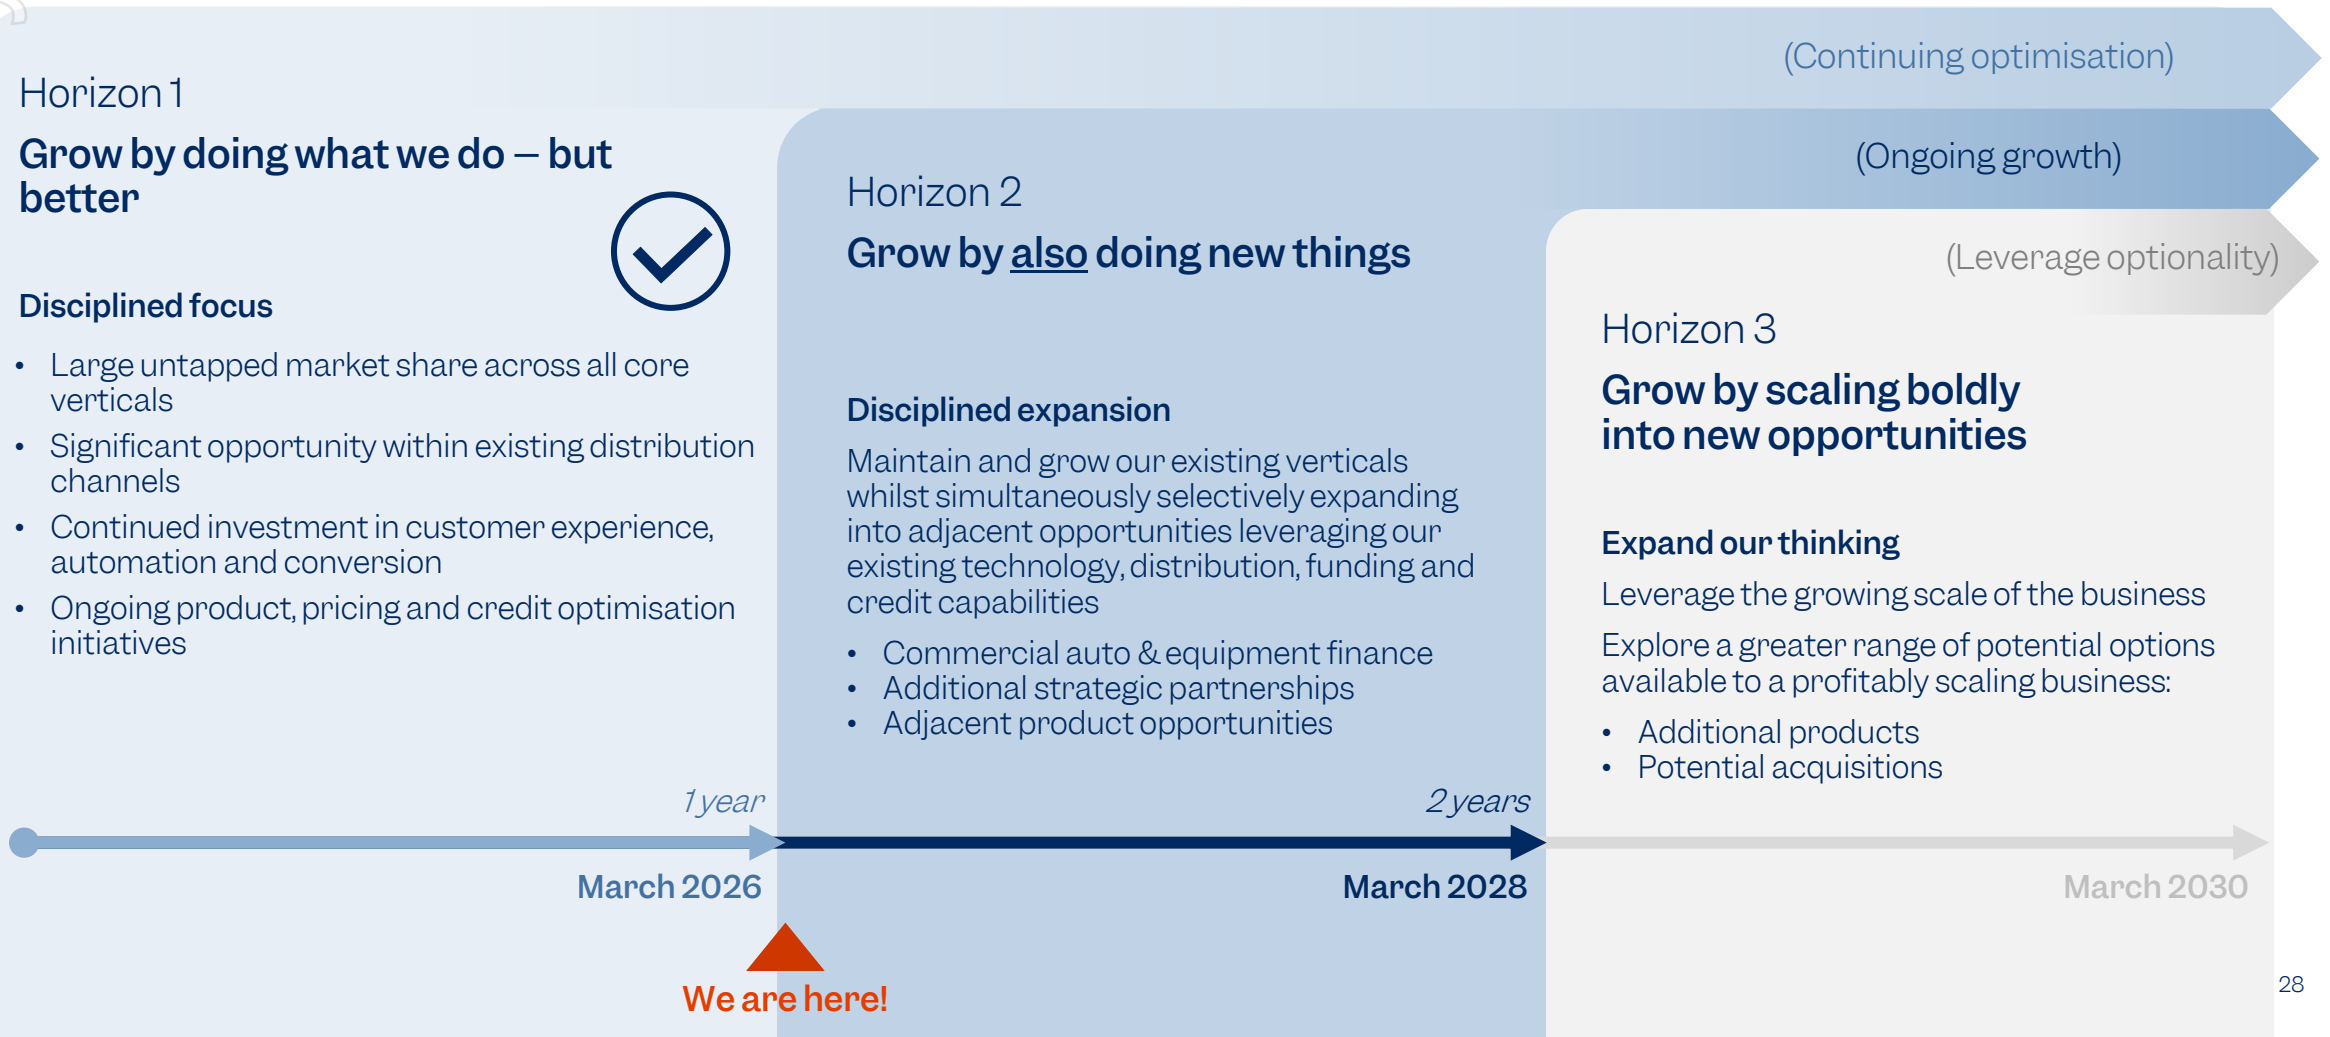 (Continuing optimisation)
Horizon 1
Grow by doing what we do – but
better
Disciplined focus
• Large untapped market share across all core
verticals
• Significant opportunity within existing distribution
channels
• Continued investment in customer experience,
automation and conversion
• Ongoing product, pricing and credit optimisation
initiatives
1 year
March 2026
We are here!
(Ongoing growth)
Horizon 2
Grow by also doing new things
Disciplined expansion
Maintain and grow our existing verticals
whilst simultaneously selectively expanding
into adjacent opportunities leveraging our
existing technology, distribution, funding and
credit capabilities
• Commercial auto & equipment finance
• Additional strategic partnerships
• Adjacent product opportunities
2 years
March 2028
(Leverage optionality)
Horizon 3
Grow by scaling boldly
into new opportunities
Expand our thinking
Leverage the growing scale of the business
Explore a greater range of potential options
available to a profitably scaling business:
• Additional products
• Potential acquisitions
March 2030
28